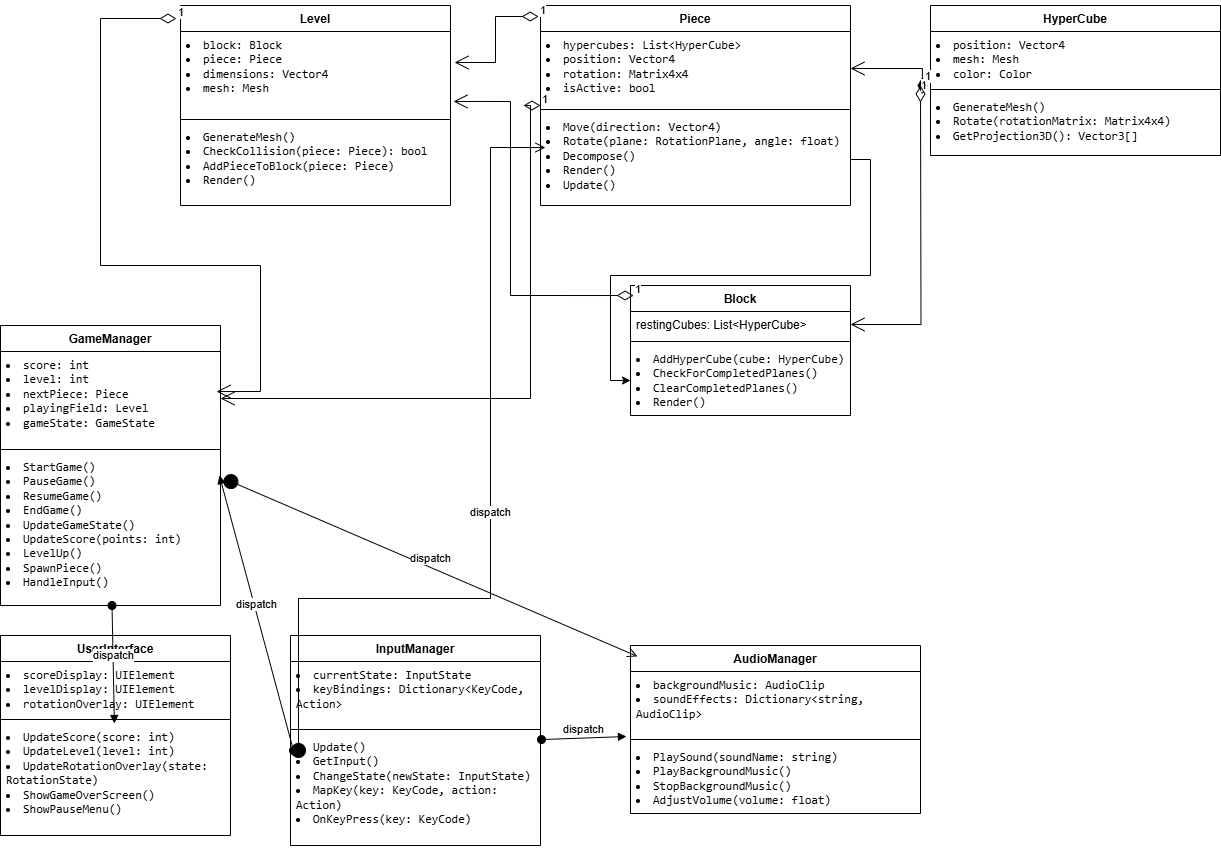 1
Level
block: Block
piece: Piece
dimensions: Vector4
mesh: Mesh
GenerateMesh()
CheckCollision(piece: Piece): bool
AddPieceToBlock(piece: Piece)
Render()
1
Piece
hypercubes: List<HyperCube>
position: Vector4
rotation: Matrix4x4
isActive: bool
1
Move(direction: Vector4)
Rotate(plane: RotationPlane, angle: float)
Decompose()
Render()
Update()
HyperCube
position: Vector4
mesh: Mesh
color: Color
1
1
GenerateMesh()
Rotate(rotationMatrix: Matrix4x4)
GetProjection3D(): Vector3[]
1
Block
restingCubes: List<HyperCube>
AddHyperCube(cube: HyperCube)
CheckForCompletedPlanes()
ClearCompletedPlanes()
Render()
GameManager
score: int
level: int
nextPiece: Piece
playingField: Level
gameState: GameState
StartGame()
PauseGame()
ResumeGame()
EndGame()
UpdateGameState()
UpdateScore(points: int)
LevelUp()
SpawnPiece()
HandleInput()
dispatch
dispatch
dispatch
UserInterface
dispatch
scoreDisplay: UIElement
levelDisplay: UIElement
rotationOverlay: UIElement
UpdateScore(score: int)
UpdateLevel(level: int)
UpdateRotationOverlay(state:
RotationState)
ShowGameOverScreen()
ShowPauseMenu()
InputManager
currentState: InputState
keyBindings: Dictionary<KeyCode,
Action>
Update()
GetInput()
ChangeState(newState: InputState)
MapKey(key: KeyCode, action:
Action)
OnKeyPress(key: KeyCode)
dispatch
AudioManager
backgroundMusic: AudioClip
soundEffects: Dictionary<string,
AudioClip>
PlaySound(soundName: string)
PlayBackgroundMusic()
StopBackgroundMusic()
AdjustVolume(volume: float)